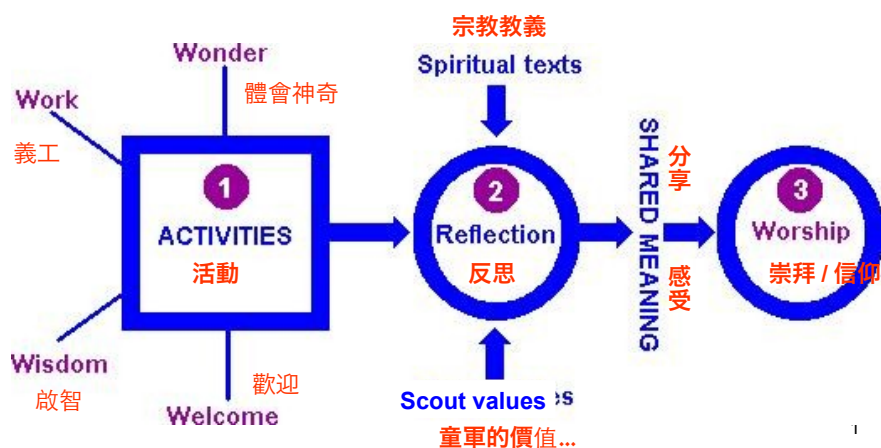 Wonder
體會神奇
Work
義工
1
ACTIVITIES
活動
Wisdom
啟智
Welcome
歡迎
宗教教義
Spiritual texts
2
Reflection
反思
Scout values
es
童軍的價值...
SHARED MEANING
分享
感受
3
Worship
崇拜 / 信仰